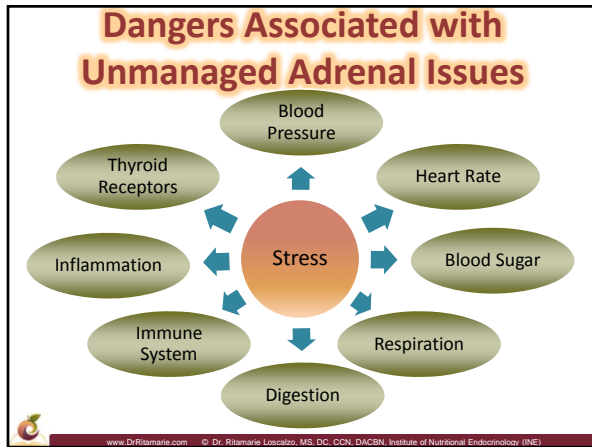 Dangers Associated with
Unmanaged Adrenal Issues
Blood
Pressure
Thyroid
Receptors
Heart Rate
Stress
Inflammation
Blood Sugar
Immune
System
Respiration
Digestion
www.DrRitamarie.com © Dr. Ritamarie Loscalzo, MS, DC, CCN, DACBN, Institute of Nutritional Endocrinology (INE)